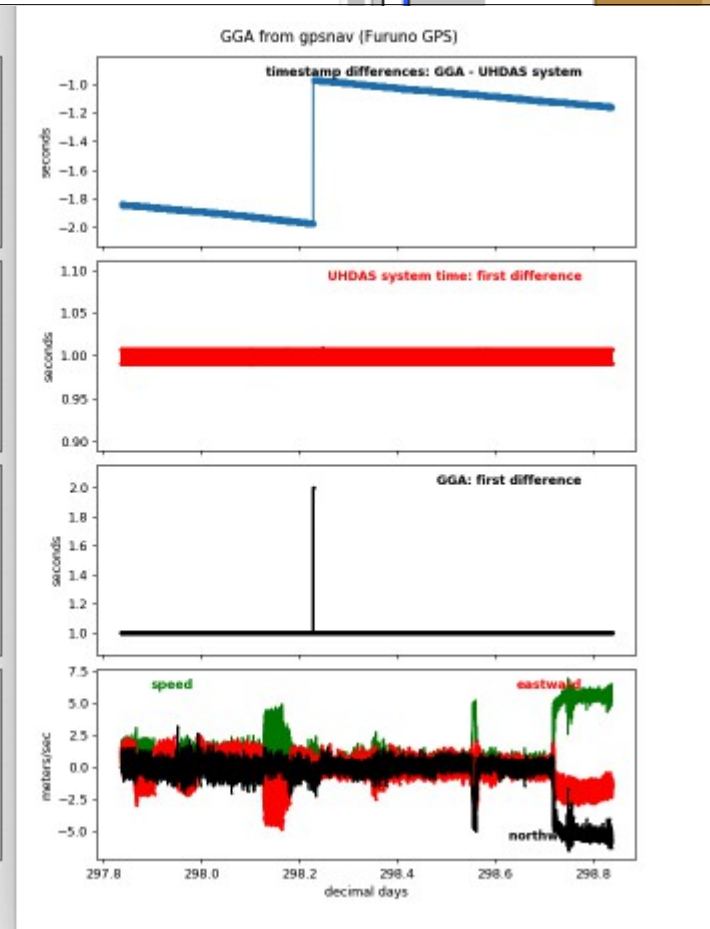 GGA from gpsnav (Furuno GPS)
timestamp differences: GGA - UHDAS system
−1.0
−1.2
−1.4
−1.6
−1.8
−2.0
seconds
UHDAS system time: first difference
1.10
1.05
1.00
0.95
0.90
seconds
GGA: first difference
2.0
1.8
1.6
1.4
1.2
1.0
seconds
speed
eastward
7.5
5.0
2.5
0.0
−2.5
−5.0
meters/sec
297.8 298.0 298.2 298.4 298.6 298.8
decimal days